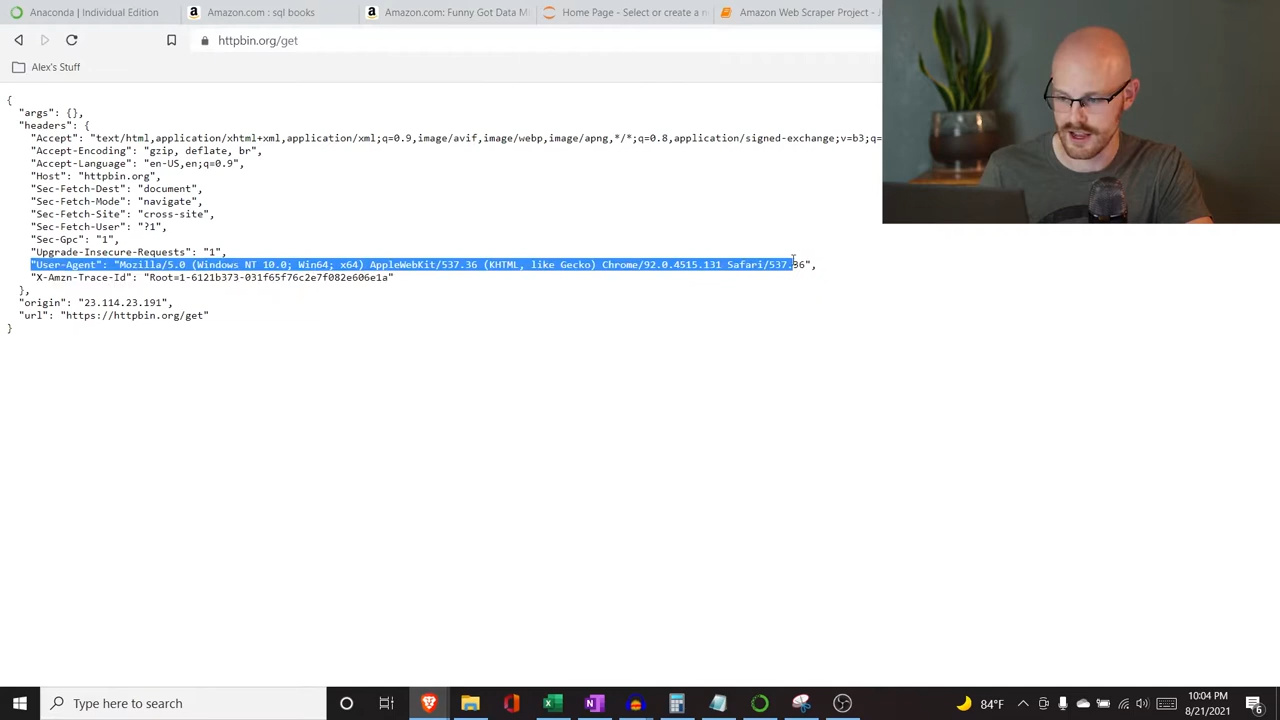 Anaconda | Individual Edition
Amazon.com : sql books
Amazon.com: Funny Got Data Mi
Home Page - Select or create a n
Amazon Web Scraper Project - J
httpbin.org/get
Alex's Stuff
{
"args": {},
"headers": {
"Accept": "text/html,application/xhtml+xml,application/xml;q=0.9,image/avif,image/webp,image/apng,*/*;q=0.8,application/signed-exchange;v=b3;q=
"Accept-Encoding": "gzip, deflate, br",
"Accept-Language": "en-US,en;q=0.9",
"Host": "httpbin.org",
"Sec-Fetch-Dest": "document",
"Sec-Fetch-Mode": "navigate",
"Sec-Fetch-Site": "cross-site",
"Sec-Fetch-User": "?1",
"Sec-Gpc": "1",
"Upgrade-Insecure-Requests": "1",
"User-Agent": "Mozilla/5.0 (Windows NT 10.0; Win64; x64) AppleWebKit/537.36 (KHTML, like Gecko) Chrome/92.0.4515.131 Safari/537.36",
"X-Amzn-Trace-Id": "Root=1-6121b373-031f65f76c2e7f082e606e1a"
},
"origin": "23.114.23.191",
"url": "https://httpbin.org/get"
}
Type here to search
84°F
10:04 PM
8/21/2021
6